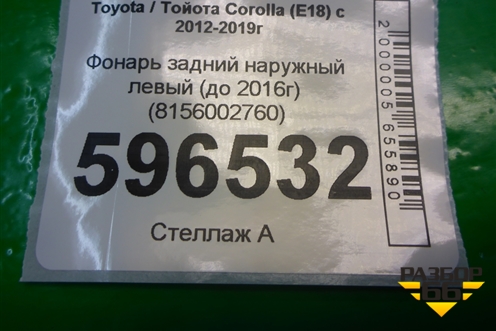 Toyota / Тойота Corolla (E18) с
2012-2019г
Фонарь задний наружный
левый (до 2016г)
(8156002760)
596532
Стеллаж А
2000005655890
РАЗБОР
66